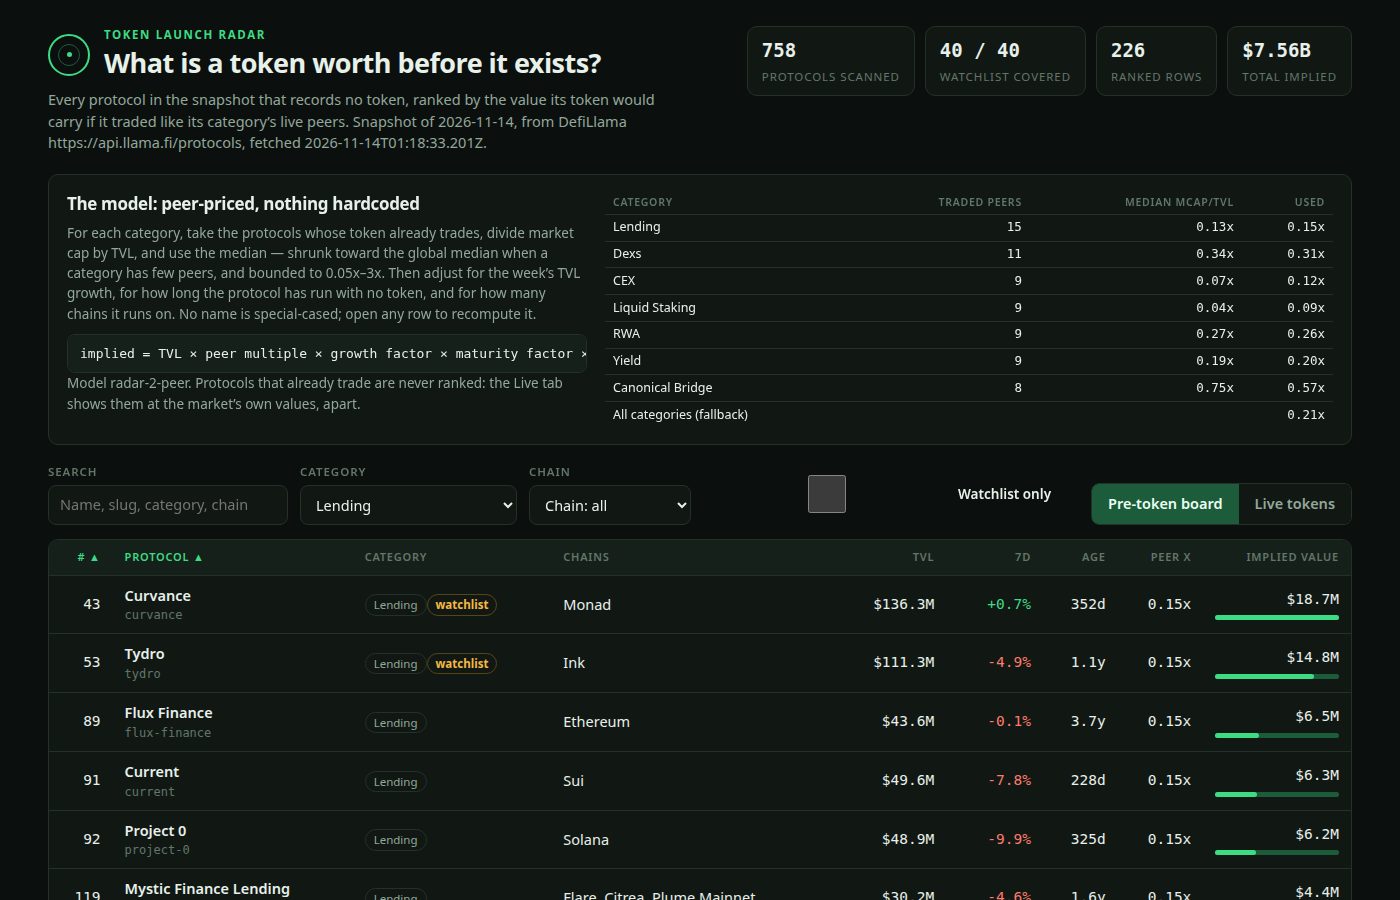 TOKEN LAUNCH RADAR
What is a token worth before it exists?
Every protocol in the snapshot that records no token, ranked by the value its token would
carry if it traded like its category’s live peers. Snapshot of 2026-11-14, from DefiLlama
https://api.llama.fi/protocols, fetched 2026-11-14T01:18:33.201Z.
758
PROTOCOLS SCANNED
40 / 40
WATCHLIST COVERED
226
RANKED ROWS
$7.56B
TOTAL IMPLIED
The model: peer-priced, nothing hardcoded
For each category, take the protocols whose token already trades, divide market
cap by TVL, and use the median — shrunk toward the global median when a
category has few peers, and bounded to 0.05x–3x. Then adjust for the week’s TVL
growth, for how long the protocol has run with no token, and for how many
chains it runs on. No name is special-cased; open any row to recompute it.
implied = TVL × peer multiple × growth factor × maturity factor ×
Model radar-2-peer. Protocols that already trade are never ranked: the Live tab
shows them at the market’s own values, apart.
CATEGORY TRADED PEERS MEDIAN MCAP/TVL USED
Lending 15 0.13x 0.15x
Dexs 11 0.34x 0.31x
CEX 9 0.07x 0.12x
Liquid Staking 9 0.04x 0.09x
RWA 9 0.27x 0.26x
Yield 9 0.19x 0.20x
Canonical Bridge 8 0.75x 0.57x
All categories (fallback) 0.21x
SEARCH CATEGORY CHAIN
Name, slug, category, chain Lending Chain: all Watchlist only Pre-token board Live tokens
# ▲ PROTOCOL ▲ CATEGORY CHAINS TVL 7D AGE PEER X IMPLIED VALUE
43 Curvance Lending watchlist Monad $136.3M +0.7% 352d 0.15x $18.7M
curvance
53 Tydro Lending watchlist Ink $111.3M -4.9% 1.1y 0.15x $14.8M
tydro
89 Flux Finance Lending Ethereum $43.6M -0.1% 3.7y 0.15x $6.5M
flux-finance
91 Current Lending Sui $49.6M -7.8% 228d 0.15x $6.3M
current
92 Project 0 Lending Solana $48.9M -9.9% 325d 0.15x $6.2M
project-0
119 Mystic Finance Lending Lending Flare, Citrea, Plume Mainnet $30.2M -4.6% 1.6y 0.15x $4.4M